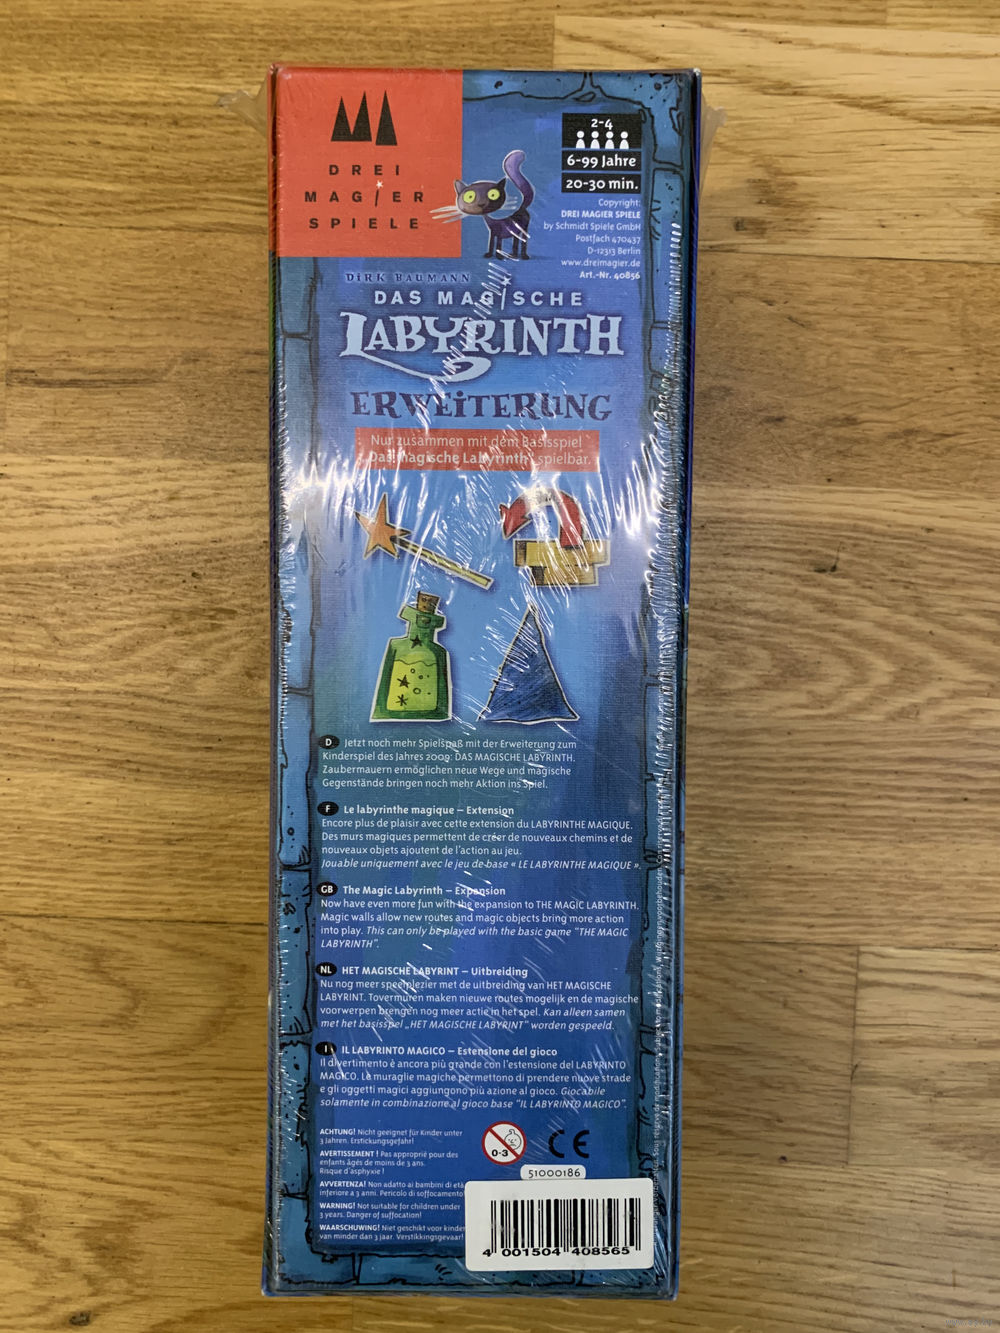 DREI
MAGIER
SPIELE
2-4
6-99 Jahre
20-30 min.
Copyright:
DREI MAGIER SPIELE
by Schmidt Spiele GmbH
Postfach 470437
D-12313 Berlin
www.dreimagier.de
Art.-Nr. 40856
DIRK BAUMANN
DAS MAGISCHE
LABYRINTH
ERWEITERUNG
Nur zusammen mit dem Basisspiel
„Das magische Labyrinth“ spielbar.
D Jetzt noch mehr Spielspaß mit der Erweiterung zum
Kinderspiel des Jahres 2009: DAS MAGISCHE LABYRINTH.
Zaubermauern ermöglichen neue Wege und magische
Gegenstände bringen noch mehr Aktion ins Spiel.
F Le labyrinthe magique – Extension
Encore plus de plaisir avec cette extension du LABYRINTHE MAGIQUE.
Des murs magiques permettent de créer de nouveaux chemins et de
nouveaux objets ajoutent de l'action au jeu.
Jouable uniquement avec le jeu de base « LE LABYRINTHE MAGIQUE ».
GB The Magic Labyrinth – Expansion
Now have even more fun with the expansion to THE MAGIC LABYRINTH.
Magic walls allow new routes and magic objects bring more action
into play. This can only be played with the basic game “THE MAGIC
LABYRINTH”.
NL HET MAGISCHE LABYRINT – Uitbreiding
Nu nog meer speelplezier met de uitbreiding van HET MAGISCHE
LABYRINT. Tovermuren maken nieuwe routes mogelijk en de magische
voorwerpen brengen nog meer actie in het spel. Kan alleen samen
met het basisspel „HET MAGISCHE LABYRINT” worden gespeeld.
I IL LABYRINTO MAGICO – Estensione del gioco
Il divertimento è ancora più grande con l'estensione del LABYRINTO
MAGICO. Le muraglie magiche permettono di prendere nuove strade
e gli oggetti magici aggiungono più azione al gioco. Giocabile
solamente in combinazione al gioco base “IL LABYRINTO MAGICO”.
ACHTUNG! Nicht geeignet für Kinder unter
3 Jahren. Erstickungsgefahr!
AVERTISSEMENT ! Pas approprié pour des
enfants âgés de moins de 3 ans.
Risque d'asphyxie !
AVVERTENZA! Non adatto ai bambini di età
inferiore a 3 anni. Pericolo di soffocamento!
WARNING! Not suitable for children under
3 years. Danger of suffocation!
WAARSCHUWING! Niet geschikt voor kinderen
van minder dan 3 jaar. Verstikkingsgevaar!
0-3
CE
51000186
4 001504 408565